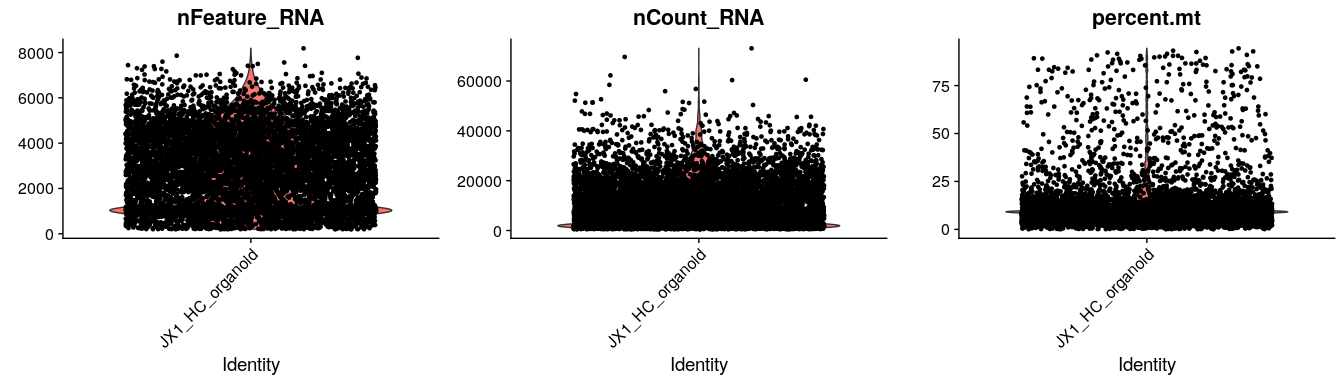 nFeature_RNA
8000
6000
4000
2000
0
JX1_HC_organoid
Identity
nCount_RNA
60000
40000
20000
0
JX1_HC_organoid
Identity
percent.mt
75
50
25
0
JX1_HC_organoid
Identity